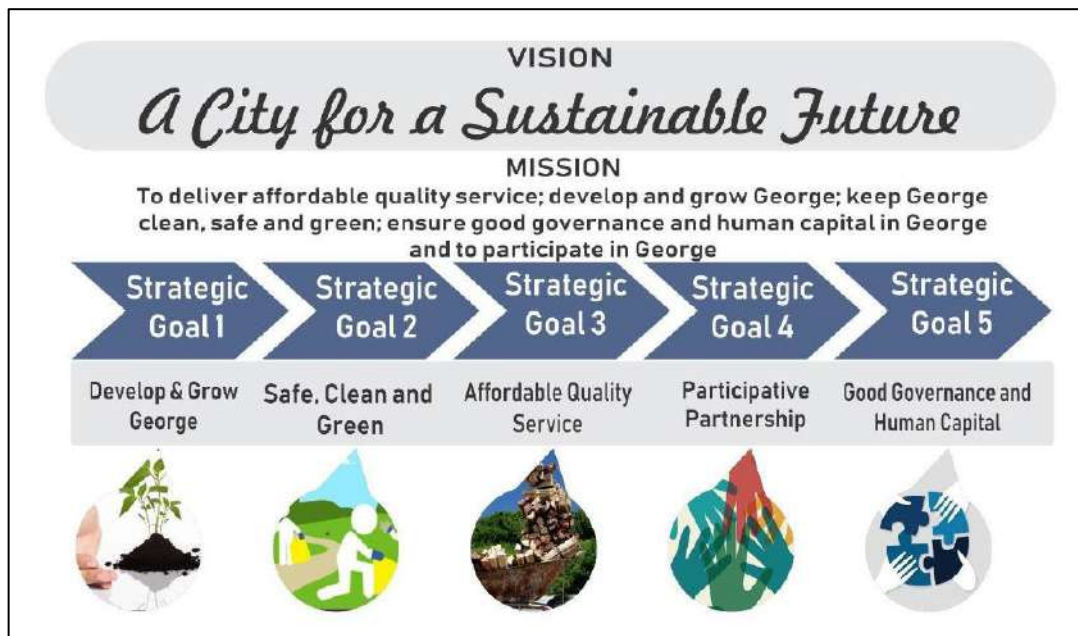 VISION
A City for a Sustainable Future
MISSION
To deliver affordable quality service; develop and grow George; keep George
clean, safe and green; ensure good governance and human capital in George
and to participate in George
Strategic
Goal 1
Strategic
Goal 2
Strategic
Goal 3
Strategic
Goal 4
Strategic
Goal 5
Develop & Grow
George
Safe, Clean and
Green
Affordable Quality
Service
Participative
Partnership
Good Governance and
Human Capital